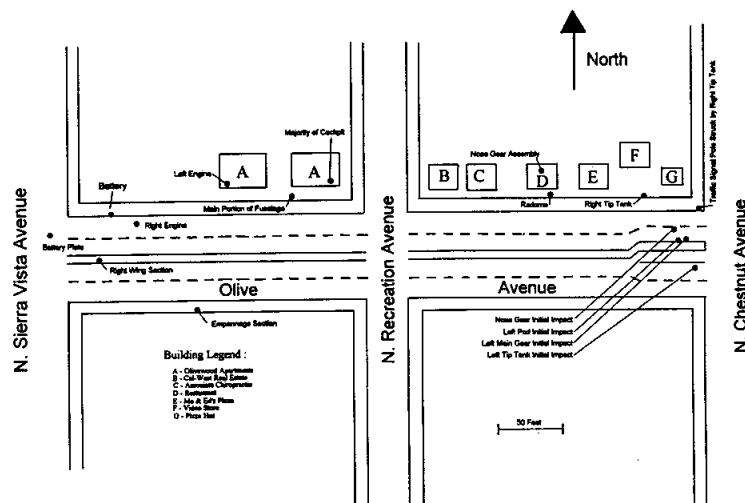 North
Majority of Cockpit
Left Engine
A
A
Main Portion of Fuselage
Battery
Right Engine
Battery Plate
Right Wing Section
N. Sierra Vista Avenue
Olive
Avenue
Empannage Section
Building Legend :
A - Olivewood Apartments
B - Cal-West Real Estate
C - Associate Chiropractor
D - Restaurant
E - Me & Ed's Pizza
F - Video Store
G - Pizza Hut
N. Recreation Avenue
Nose Gear Assembly
B
C
D
E
F
G
Radome
Right Tip Tank
Traffic Signal Pole Struck by Right Tip Tank
N. Chestnut Avenue
Nose Gear Initial Impact
Left Pod Initial Impact
Left Main Gear Initial Impact
Left Tip Tank Initial Impact
50 Feet